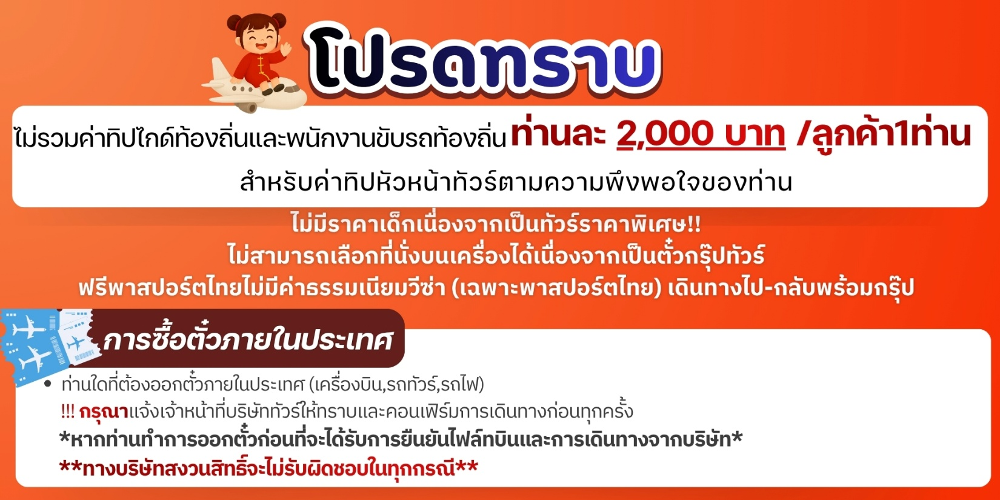 โปรดทราบ
ไม่รวมค่าทิปไกด์ท้องถิ่นและพนักงานขับรถท้องถิ่น ท่านละ 2,000 บาท /ลูกค้า1ท่าน
สำหรับค่าทิปหัวหน้าทัวร์ตามความพึงพอใจของท่าน
ไม่มีราคาเด็กเนื่องจากเป็นทัวร์ราคาพิเศษ!!
ไม่สามารถเลือกที่นั่งบนเครื่องได้เนื่องจากเป็นตั๋วกรุ๊ปทัวร์
ฟรีพาสปอร์ตไทยไม่มีค่าธรรมเนียมวีซ่า (เฉพาะพาสปอร์ตไทย) เดินทางไป-กลับพร้อมกรุ๊ป
การซื้อตั๋วภายในประเทศ
• ท่านใดที่ต้องออกตั๋วภายในประเทศ (เครื่องบิน,รถทัวร์,รถไฟ)
!!! กรุณาแจ้งเจ้าหน้าที่บริษัททัวร์ให้ทราบและคอนเฟิร์มการเดินทางก่อนทุกครั้ง
*หากท่านทำการออกตั๋วก่อนที่จะได้รับการยืนยันไฟล์ทบินและการเดินทางจากบริษัท*
**ทางบริษัทสงวนสิทธิ์จะไม่รับผิดชอบในทุกกรณี**